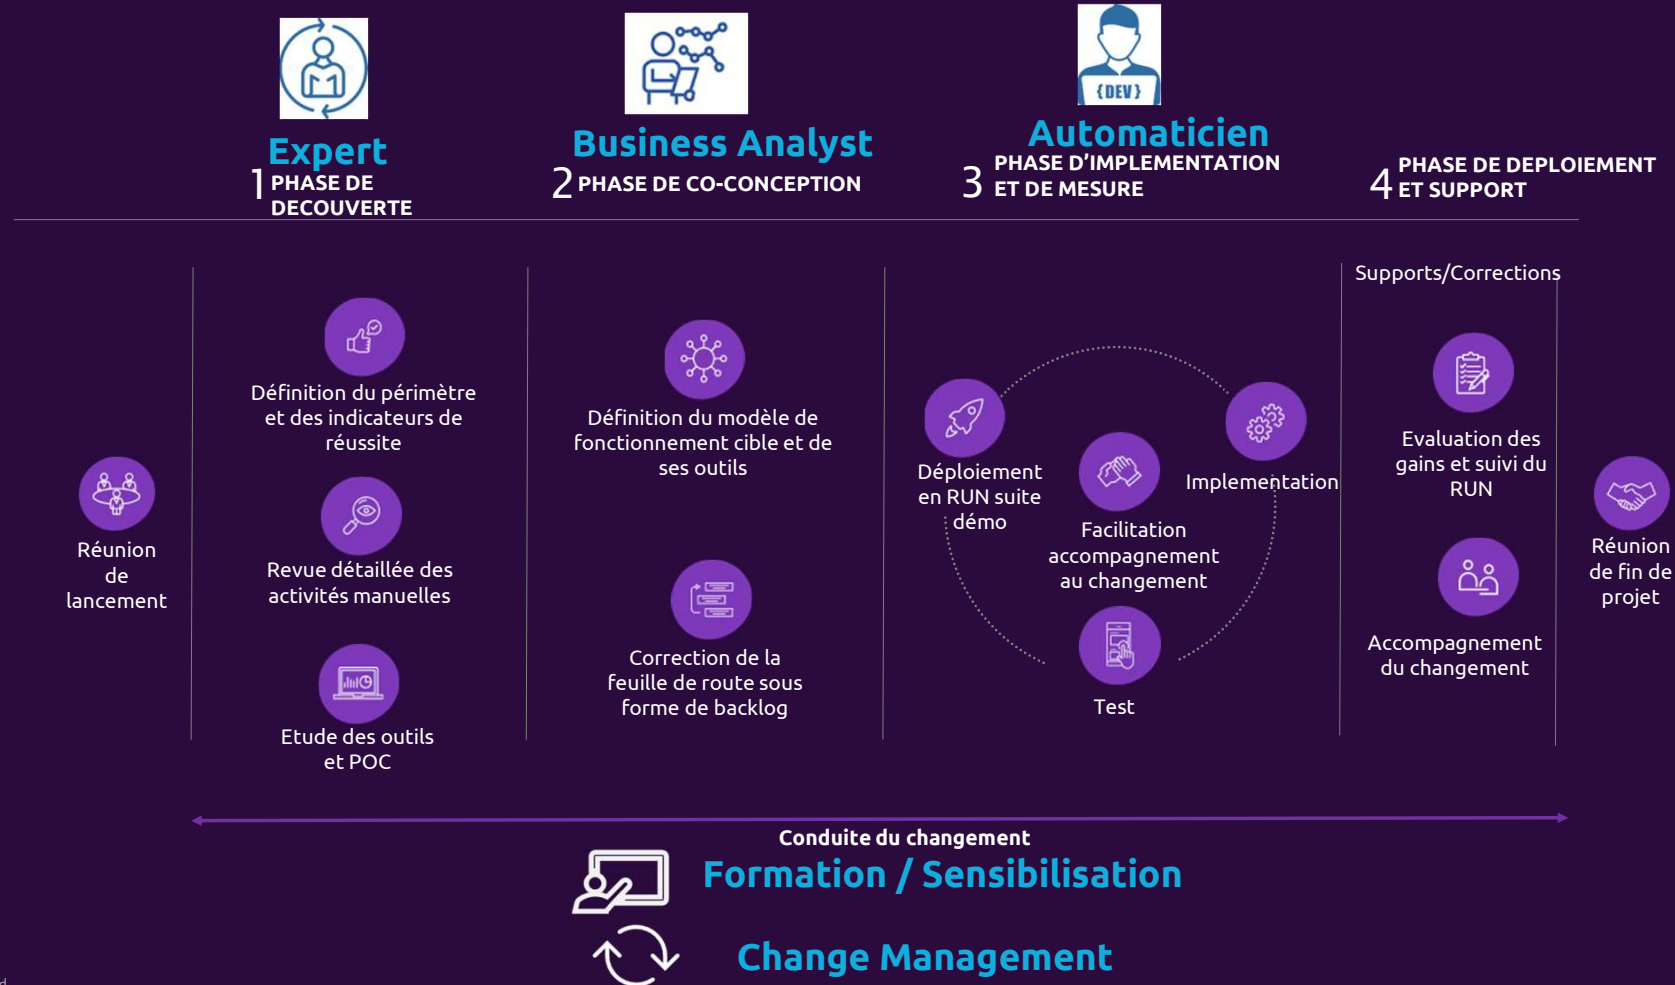 {DEV}
Expert
1 PHASE DE
DECOUVERTE
Business Analyst
2 PHASE DE CO-CONCEPTION
Automaticien
3 PHASE D'IMPLEMENTATION
ET DE MESURE
4 PHASE DE DEPLOIEMENT
ET SUPPORT
Réunion
de
lancement
Définition du périmètre
et des indicateurs de
réussite
Revue détaillée des
activités manuelles
Etude des outils
et POC
Définition du modèle de
fonctionnement cible et de
ses outils
Correction de la
feuille de route sous
forme de backlog
Déploiement
en RUN suite
démo
Facilitation
accompagnement
au changement
Implementation
Test
Supports/Corrections
Evaluation des
gains et suivi du
RUN
Accompagnement
du changement
Réunion
de fin de
projet
Conduite du changement
Formation / Sensibilisation
Change Management